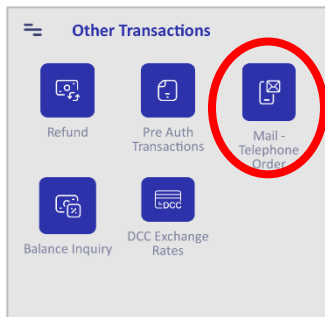 Other Transactions
Refund
Pre Auth
Transactions
Mail -
Telephone
Order
Balance Inquiry
DCC
DCC Exchange
Rates